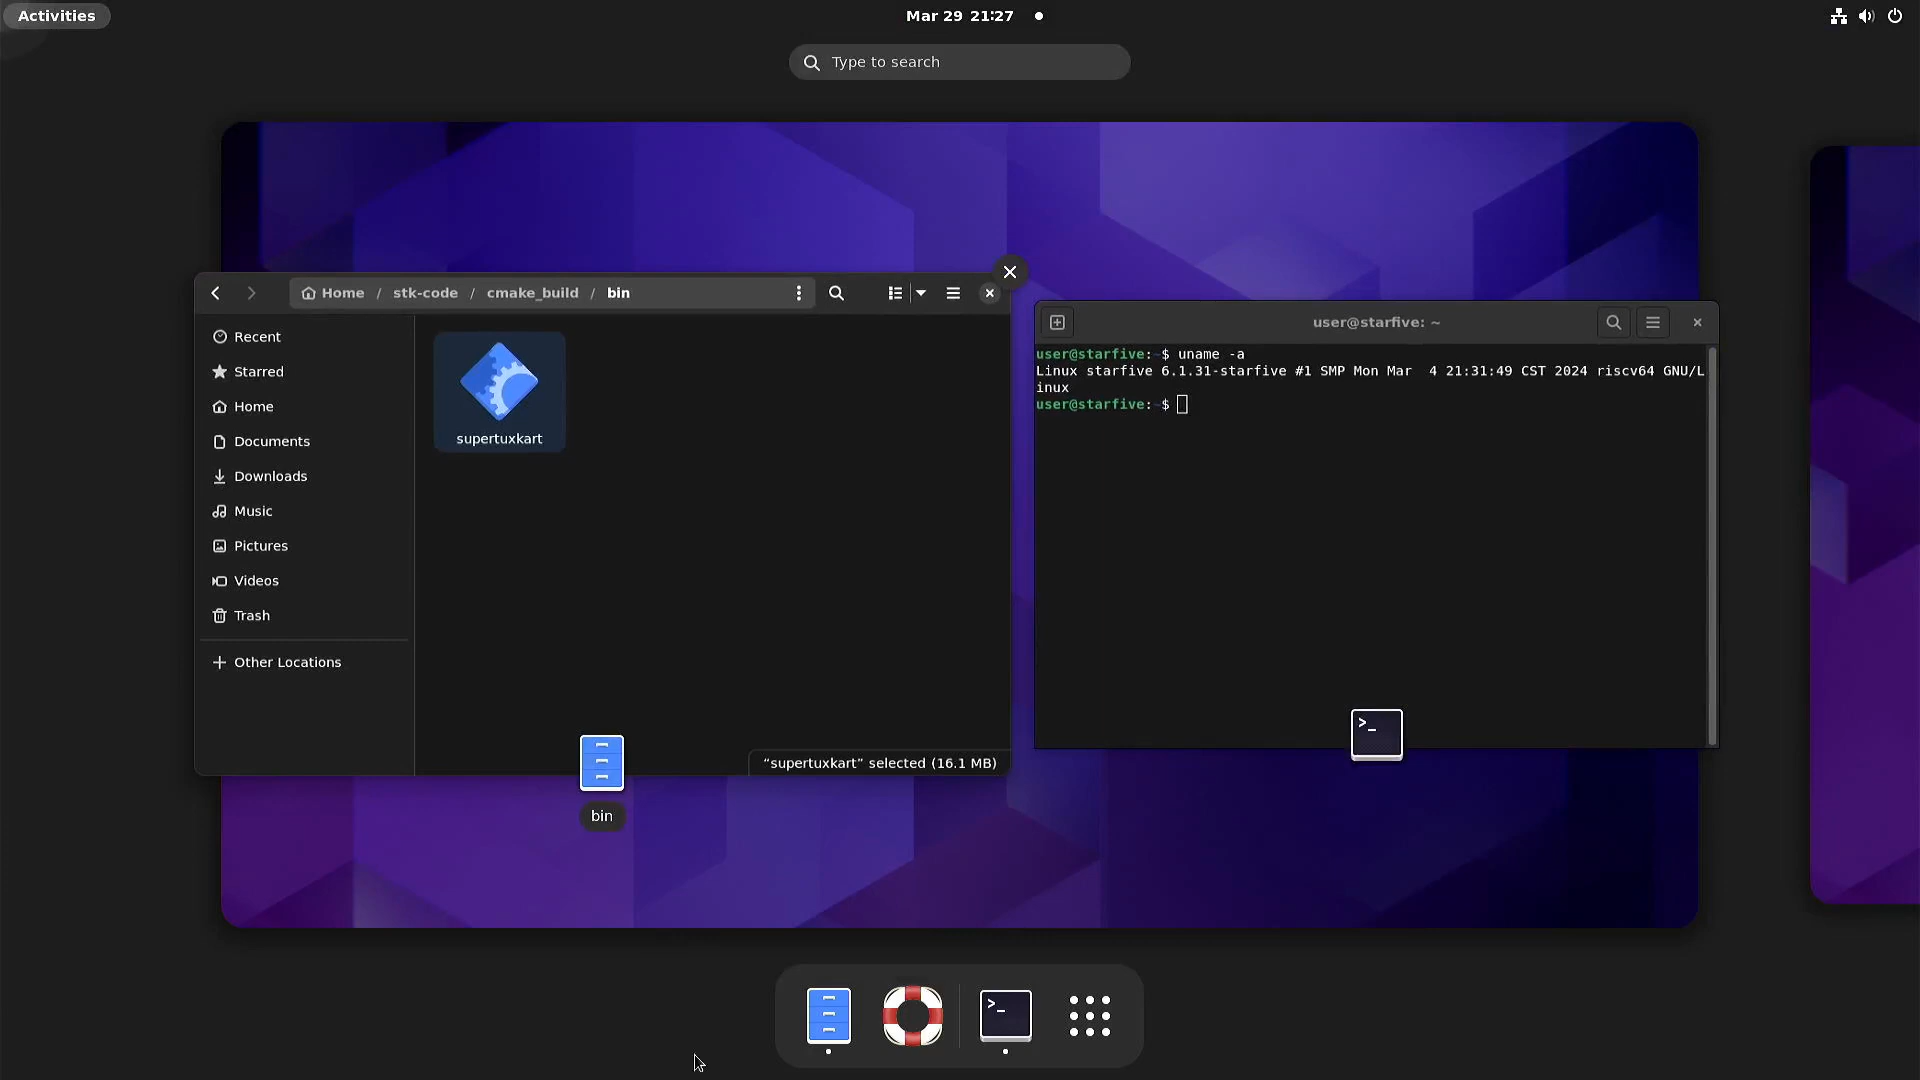 Activities
Mar 29 21:27
Type to search
Home / stk-code / cmake_build / bin
Recent
Starred
Home
Documents
Downloads
Music
Pictures
Videos
Trash
Other Locations
supertuxkart
“supertuxkart” selected (16.1 MB)
bin
user@starfive: ~
user@starfive:~$ uname -a
Linux starfive 6.1.31-starfive #1 SMP Mon Mar  4 21:31:49 CST 2024 riscv64 GNU/L
inux
user@starfive:~$
>_
>_